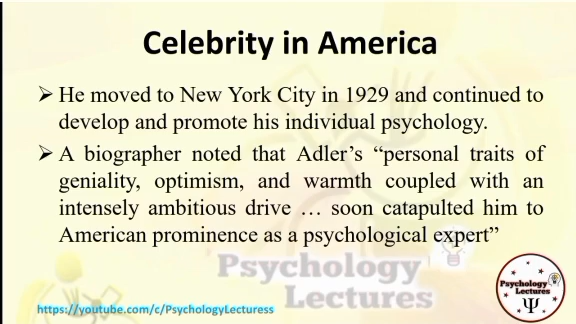 Celebrity in America
➢ He moved to New York City in 1929 and continued to
develop and promote his individual psychology.
➢ A biographer noted that Adler’s “personal traits of
geniality, optimism, and warmth coupled with an
intensely ambitious drive … soon catapulted him to
American prominence as a psychological expert”
Psychology
Lectures
https://youtube.com/c/PsychologyLecturess
Psychology
Lectures
Ψ